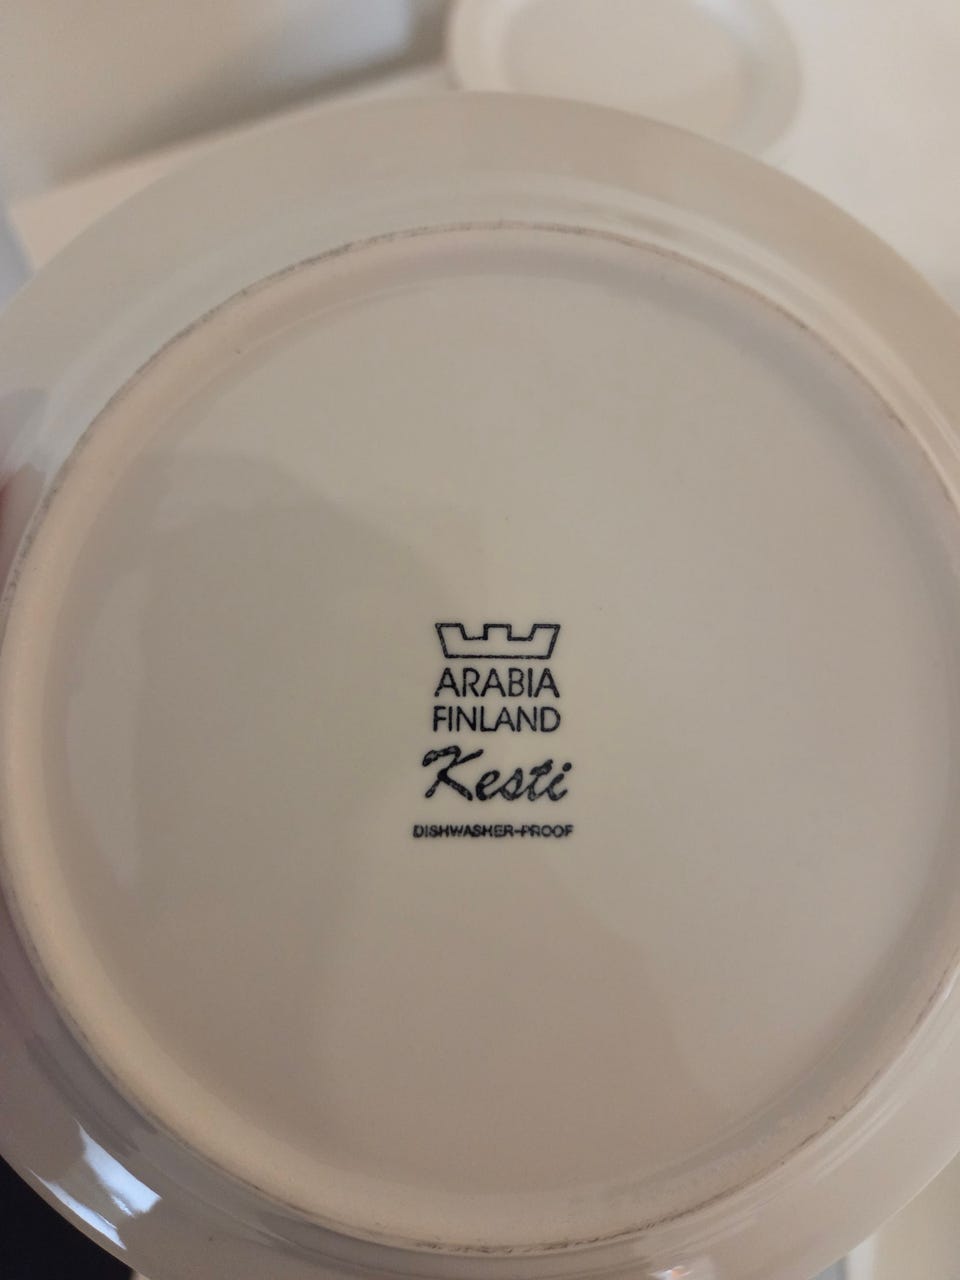 ARABIA
FINLAND
Kesti
DISHWASHER-PROOF